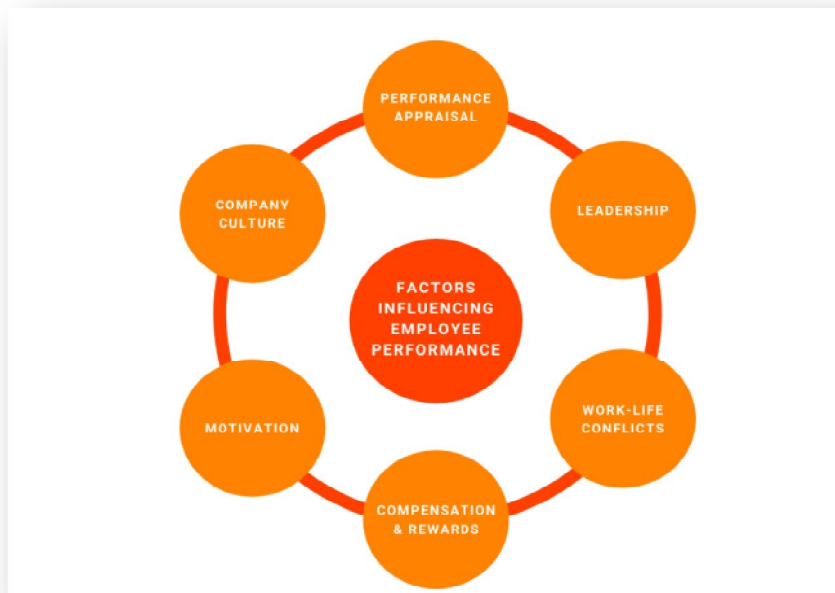 PERFORMANCE
APPRAISAL
LEADERSHIP
WORK-LIFE
CONFLICTS
COMPENSATION
& REWARDS
MOTIVATION
COMPANY
CULTURE
FACTORS
INFLUENCING
EMPLOYEE
PERFORMANCE